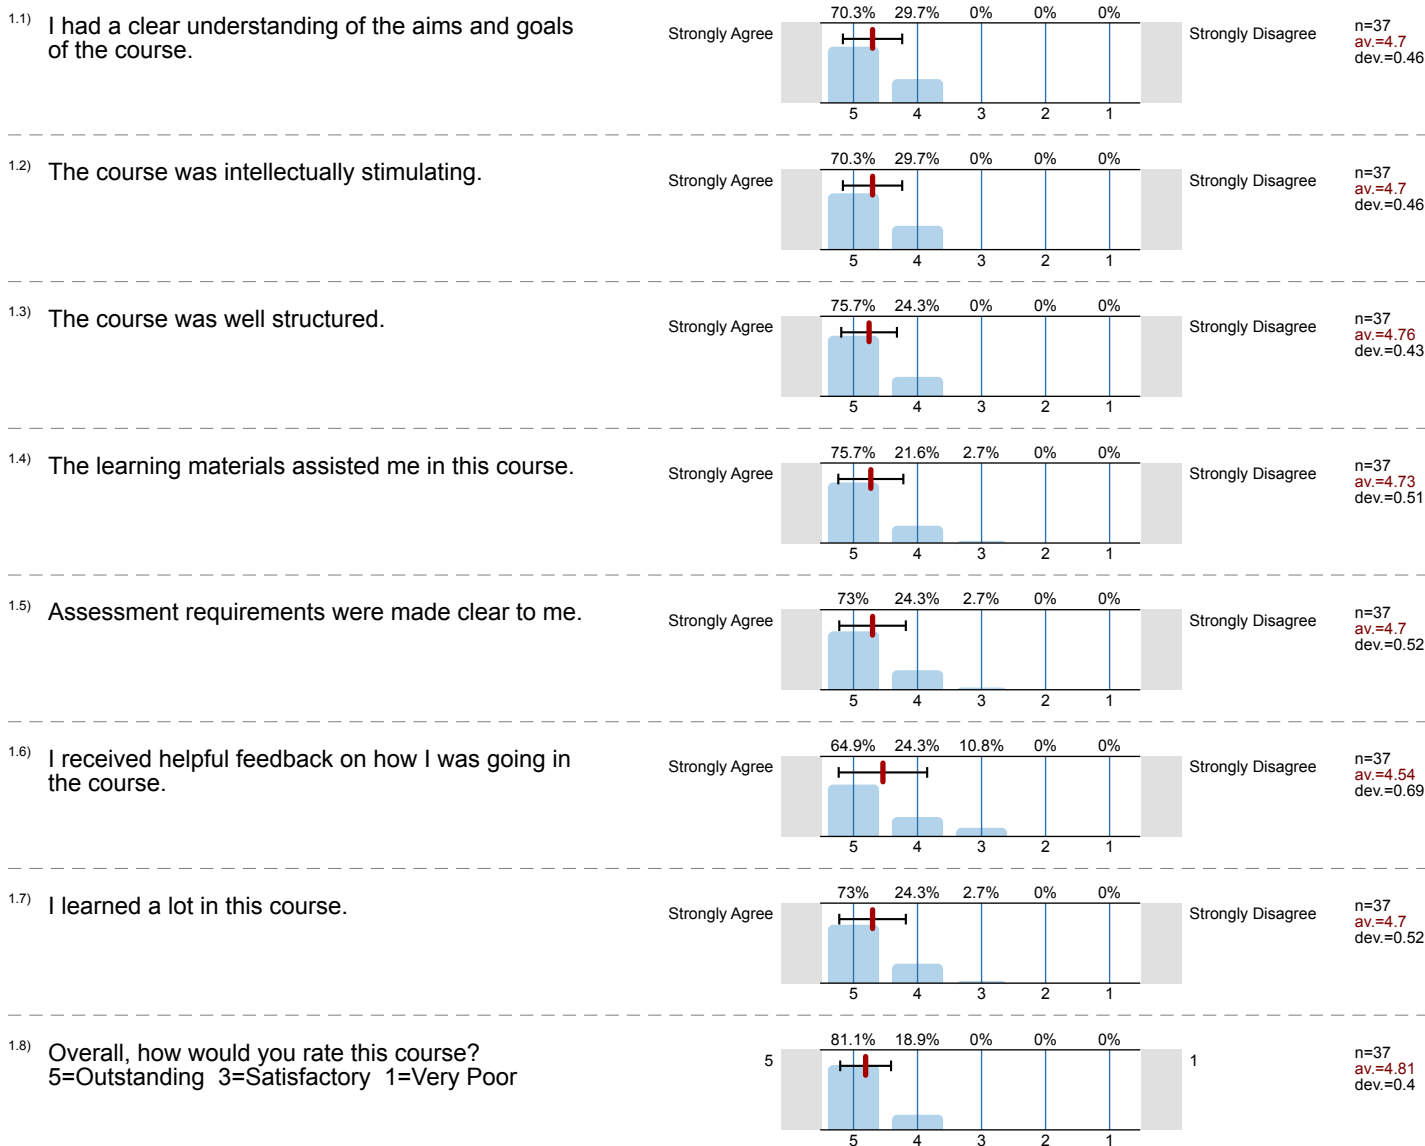 1.1) I had a clear understanding of the aims and goals
of the course.
70.3% 29.7% 0% 0% 0%
Strongly Agree Strongly Disagree
n=37
av.=4.7
dev.=0.46
5 4 3 2 1
1.2) The course was intellectually stimulating.
70.3% 29.7% 0% 0% 0%
Strongly Agree Strongly Disagree
n=37
av.=4.7
dev.=0.46
5 4 3 2 1
1.3) The course was well structured.
75.7% 24.3% 0% 0% 0%
Strongly Agree Strongly Disagree
n=37
av.=4.76
dev.=0.43
5 4 3 2 1
1.4) The learning materials assisted me in this course.
75.7% 21.6% 2.7% 0% 0%
Strongly Agree Strongly Disagree
n=37
av.=4.73
dev.=0.51
5 4 3 2 1
1.5) Assessment requirements were made clear to me.
73% 24.3% 2.7% 0% 0%
Strongly Agree Strongly Disagree
n=37
av.=4.7
dev.=0.52
5 4 3 2 1
1.6) I received helpful feedback on how I was going in
the course.
64.9% 24.3% 10.8% 0% 0%
Strongly Agree Strongly Disagree
n=37
av.=4.54
dev.=0.69
5 4 3 2 1
1.7) I learned a lot in this course.
73% 24.3% 2.7% 0% 0%
Strongly Agree Strongly Disagree
n=37
av.=4.7
dev.=0.52
5 4 3 2 1
1.8) Overall, how would you rate this course?
5=Outstanding 3=Satisfactory 1=Very Poor
81.1% 18.9% 0% 0% 0%
5 1
n=37
av.=4.81
dev.=0.4
5 4 3 2 1